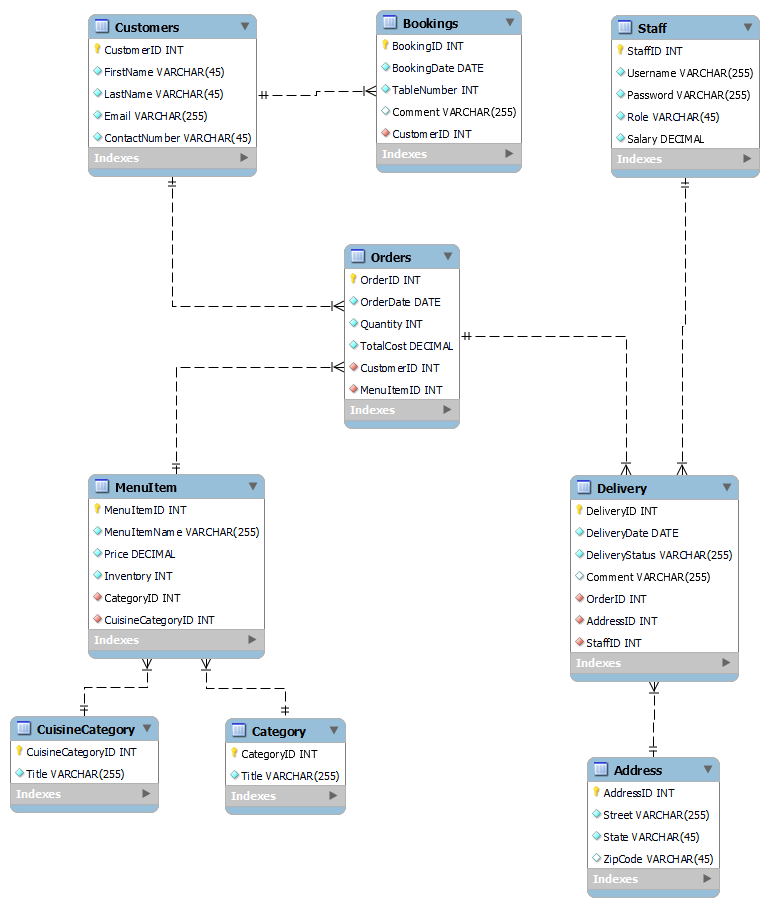 Customers
CustomerID INT
FirstName VARCHAR(45)
LastName VARCHAR(45)
Email VARCHAR(255)
ContactNumber VARCHAR(45)
Indexes
Bookings
BookingID INT
BookingDate DATE
TableNumber INT
Comment VARCHAR(255)
CustomerID INT
Indexes
Staff
StaffID INT
Username VARCHAR(255)
Password VARCHAR(255)
Role VARCHAR(45)
Salary DECIMAL
Indexes
Orders
OrderID INT
OrderDate DATE
Quantity INT
TotalCost DECIMAL
CustomerID INT
MenuItemID INT
Indexes
MenuItem
MenuItemID INT
MenuItemName VARCHAR(255)
Price DECIMAL
Inventory INT
CategoryID INT
CuisineCategoryID INT
Indexes
Delivery
DeliveryID INT
DeliveryDate DATE
DeliveryStatus VARCHAR(255)
Comment VARCHAR(255)
OrderID INT
AddressID INT
StaffID INT
Indexes
CuisineCategory
CuisineCategoryID INT
Title VARCHAR(255)
Indexes
Category
CategoryID INT
Title VARCHAR(255)
Indexes
Address
AddressID INT
Street VARCHAR(255)
State VARCHAR(45)
ZipCode VARCHAR(45)
Indexes